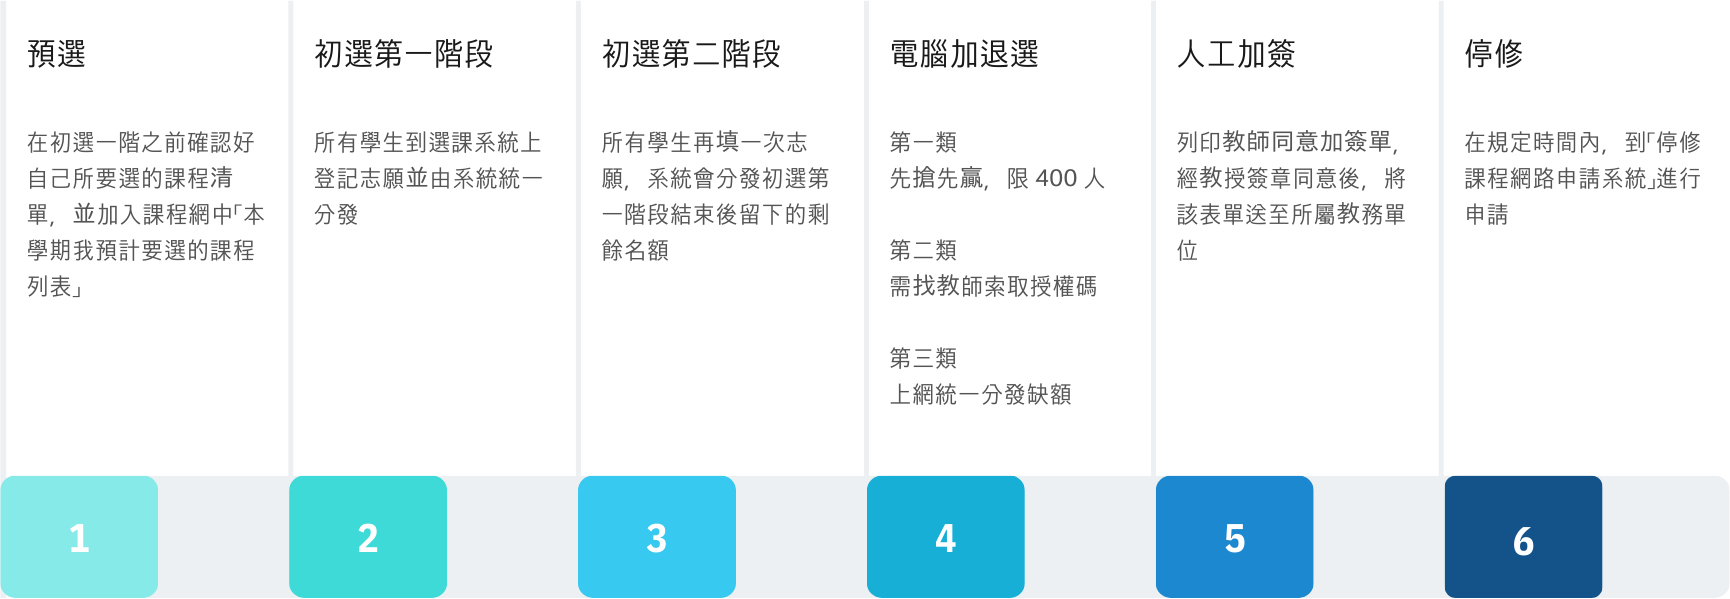 預選
在初選一階之前確認好
自己所要選的課程清
單，並加入課程網中「本
學期我預計要選的課程
列表」
1
初選第一階段
所有學生到選課系統上
登記志願並由系統統一
分發
2
初選第二階段
所有學生再填一次志
願，系統會分發初選第
一階段結束後留下的剩
餘名額
3
電腦加退選
第一類
先搶先贏，限 400 人
第二類
需找教師索取授權碼
第三類
上網統一分發缺額
4
人工加簽
列印教師同意加簽單，
經教授簽章同意後，將
該表單送至所屬教務單
位
5
停修
在規定時間內，到「停修
課程網路申請系統」進行
申請
6